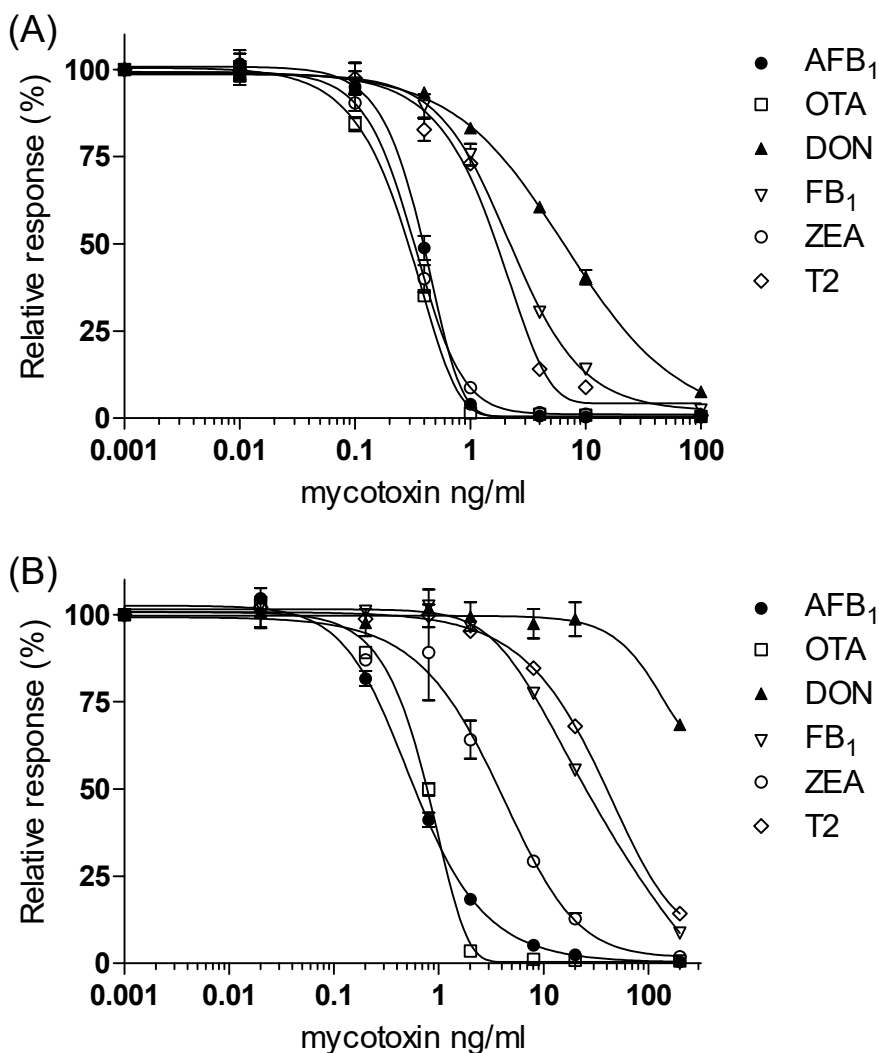 (A)
Relative response (%)
100
75
50
25
0
0.001
0.01
0.1
1
10
100
mycotoxin ng/ml
AFB₁
OTA
DON
FB₁
ZEA
T2
(B)
Relative response (%)
100
75
50
25
0
0.001
0.01
0.1
1
10
100
mycotoxin ng/ml
AFB₁
OTA
DON
FB₁
ZEA
T2